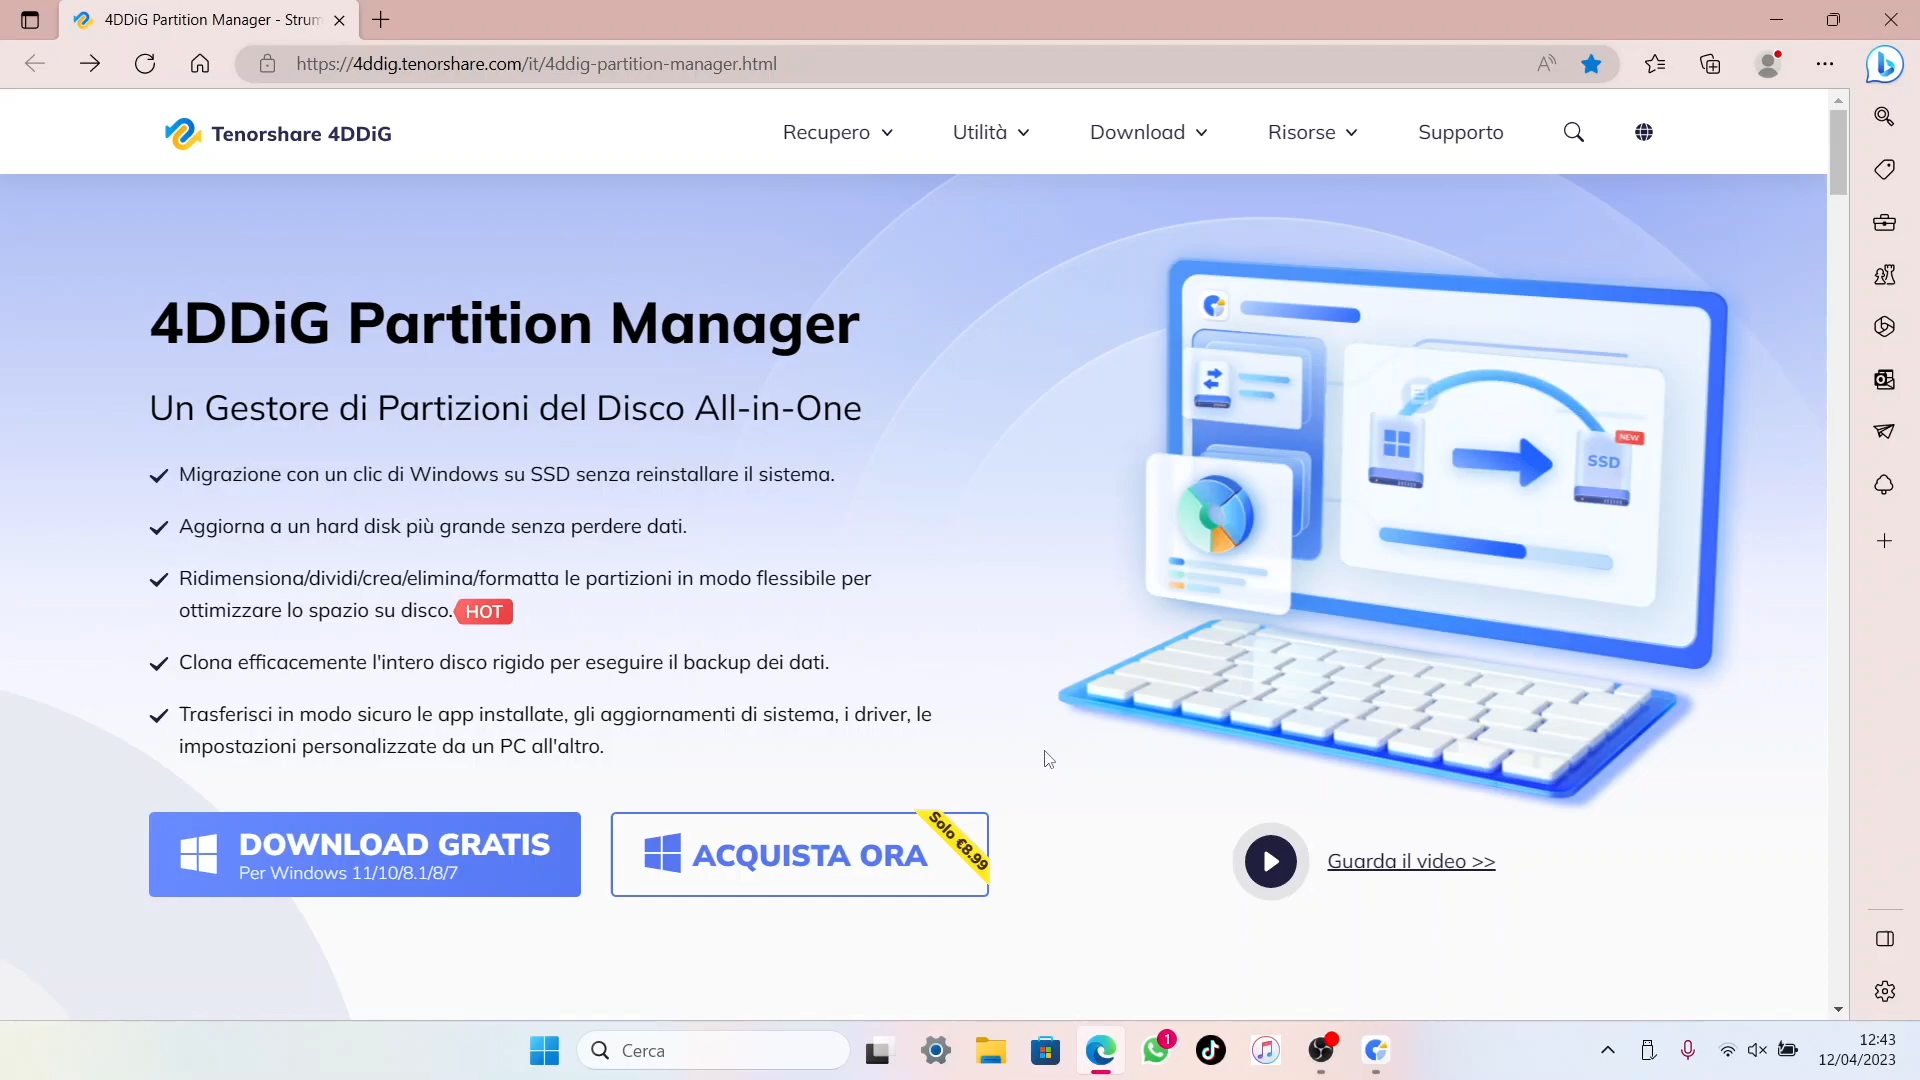 4DDiG Partition Manager - Strum
https://4ddig.tenorshare.com/it/4ddig-partition-manager.html
Tenorshare 4DDiG
Recupero
Utilità
Download
Risorse
Supporto
4DDiG Partition Manager
Un Gestore di Partizioni del Disco All-in-One
Migrazione con un clic di Windows su SSD senza reinstallare il sistema.
Aggiorna a un hard disk più grande senza perdere dati.
Ridimensiona/dividi/crea/elimina/formatta le partizioni in modo flessibile per
ottimizzare lo spazio su disco. HOT
Clona efficacemente l'intero disco rigido per eseguire il backup dei dati.
Trasferisci in modo sicuro le app installate, gli aggiornamenti di sistema, i driver, le
impostazioni personalizzate da un PC all'altro.
NEW
SSD
DOWNLOAD GRATIS
Per Windows 11/10/8.1/8/7
ACQUISTA ORA
Solo €8.99
Guarda il video >>
Cerca
1
12:43
12/04/2023